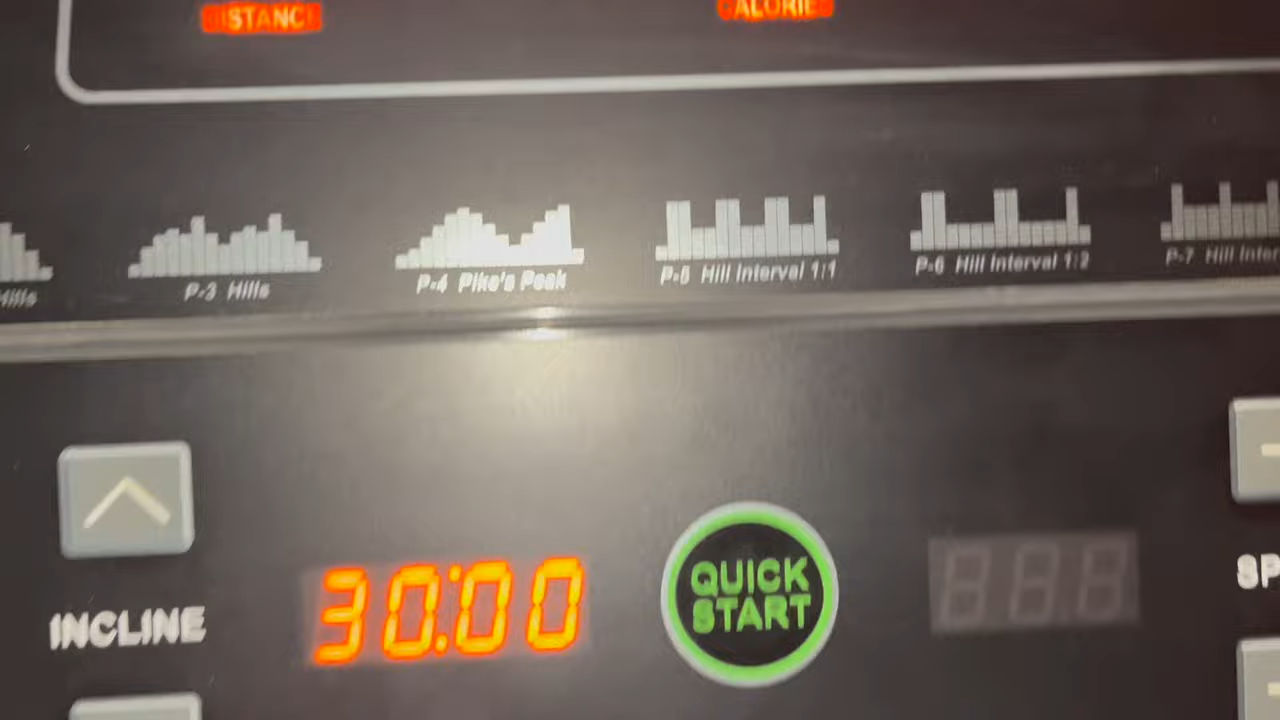 DISTANCE
CALORIE
Hills
P-3 Hills
P-4 Pike's Peak
P-5 Hill Interval 1:1
P-6 Hill Interval 1:2
P-7 Hill Inter
INCLINE
30:00
QUICK
START
SP